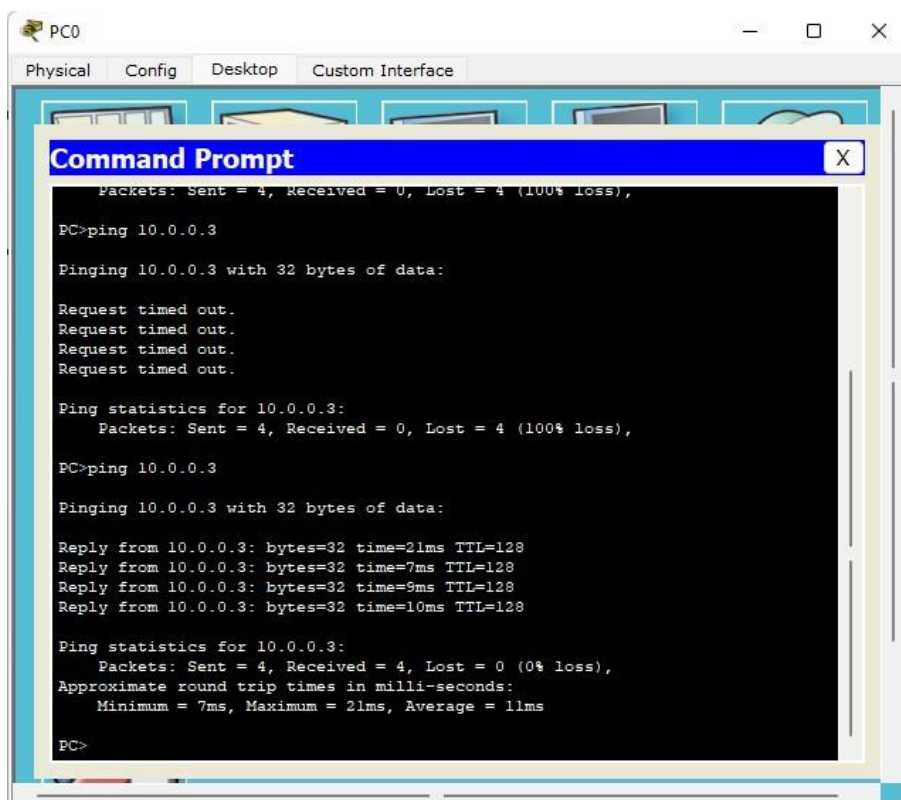 PC0
Physical Config Desktop Custom Interface
Command Prompt
X
Packets: Sent = 4, Received = 0, Lost = 4 (100% loss),
PC>ping 10.0.0.3
Pinging 10.0.0.3 with 32 bytes of data:
Request timed out.
Request timed out.
Request timed out.
Request timed out.
Ping statistics for 10.0.0.3:
Packets: Sent = 4, Received = 0, Lost = 4 (100% loss),
PC>ping 10.0.0.3
Pinging 10.0.0.3 with 32 bytes of data:
Reply from 10.0.0.3: bytes=32 time=21ms TTL=128
Reply from 10.0.0.3: bytes=32 time=7ms TTL=128
Reply from 10.0.0.3: bytes=32 time=9ms TTL=128
Reply from 10.0.0.3: bytes=32 time=10ms TTL=128
Ping statistics for 10.0.0.3:
Packets: Sent = 4, Received = 4, Lost = 0 (0% loss),
Approximate round trip times in milli-seconds:
Minimum = 7ms, Maximum = 21ms, Average = 11ms
PC>